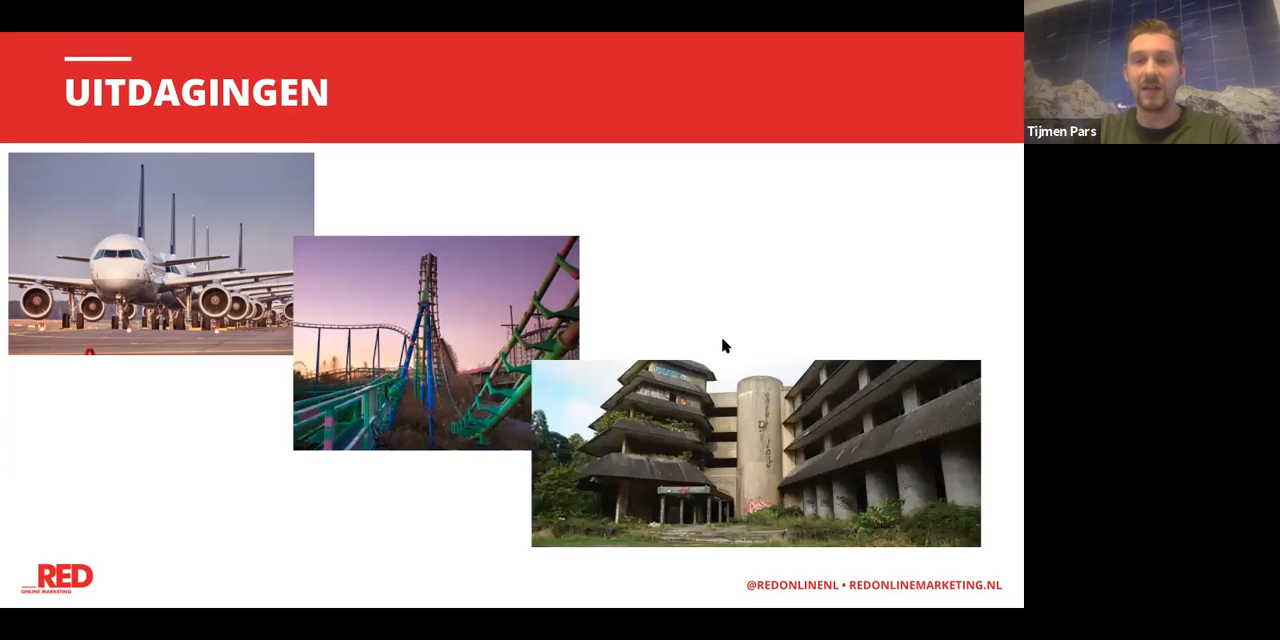 UITDAGINGEN
Tijmen Pars
RED
ONLINE MARKETING
@REDONLINENL • REDONLINEMARKETING.NL